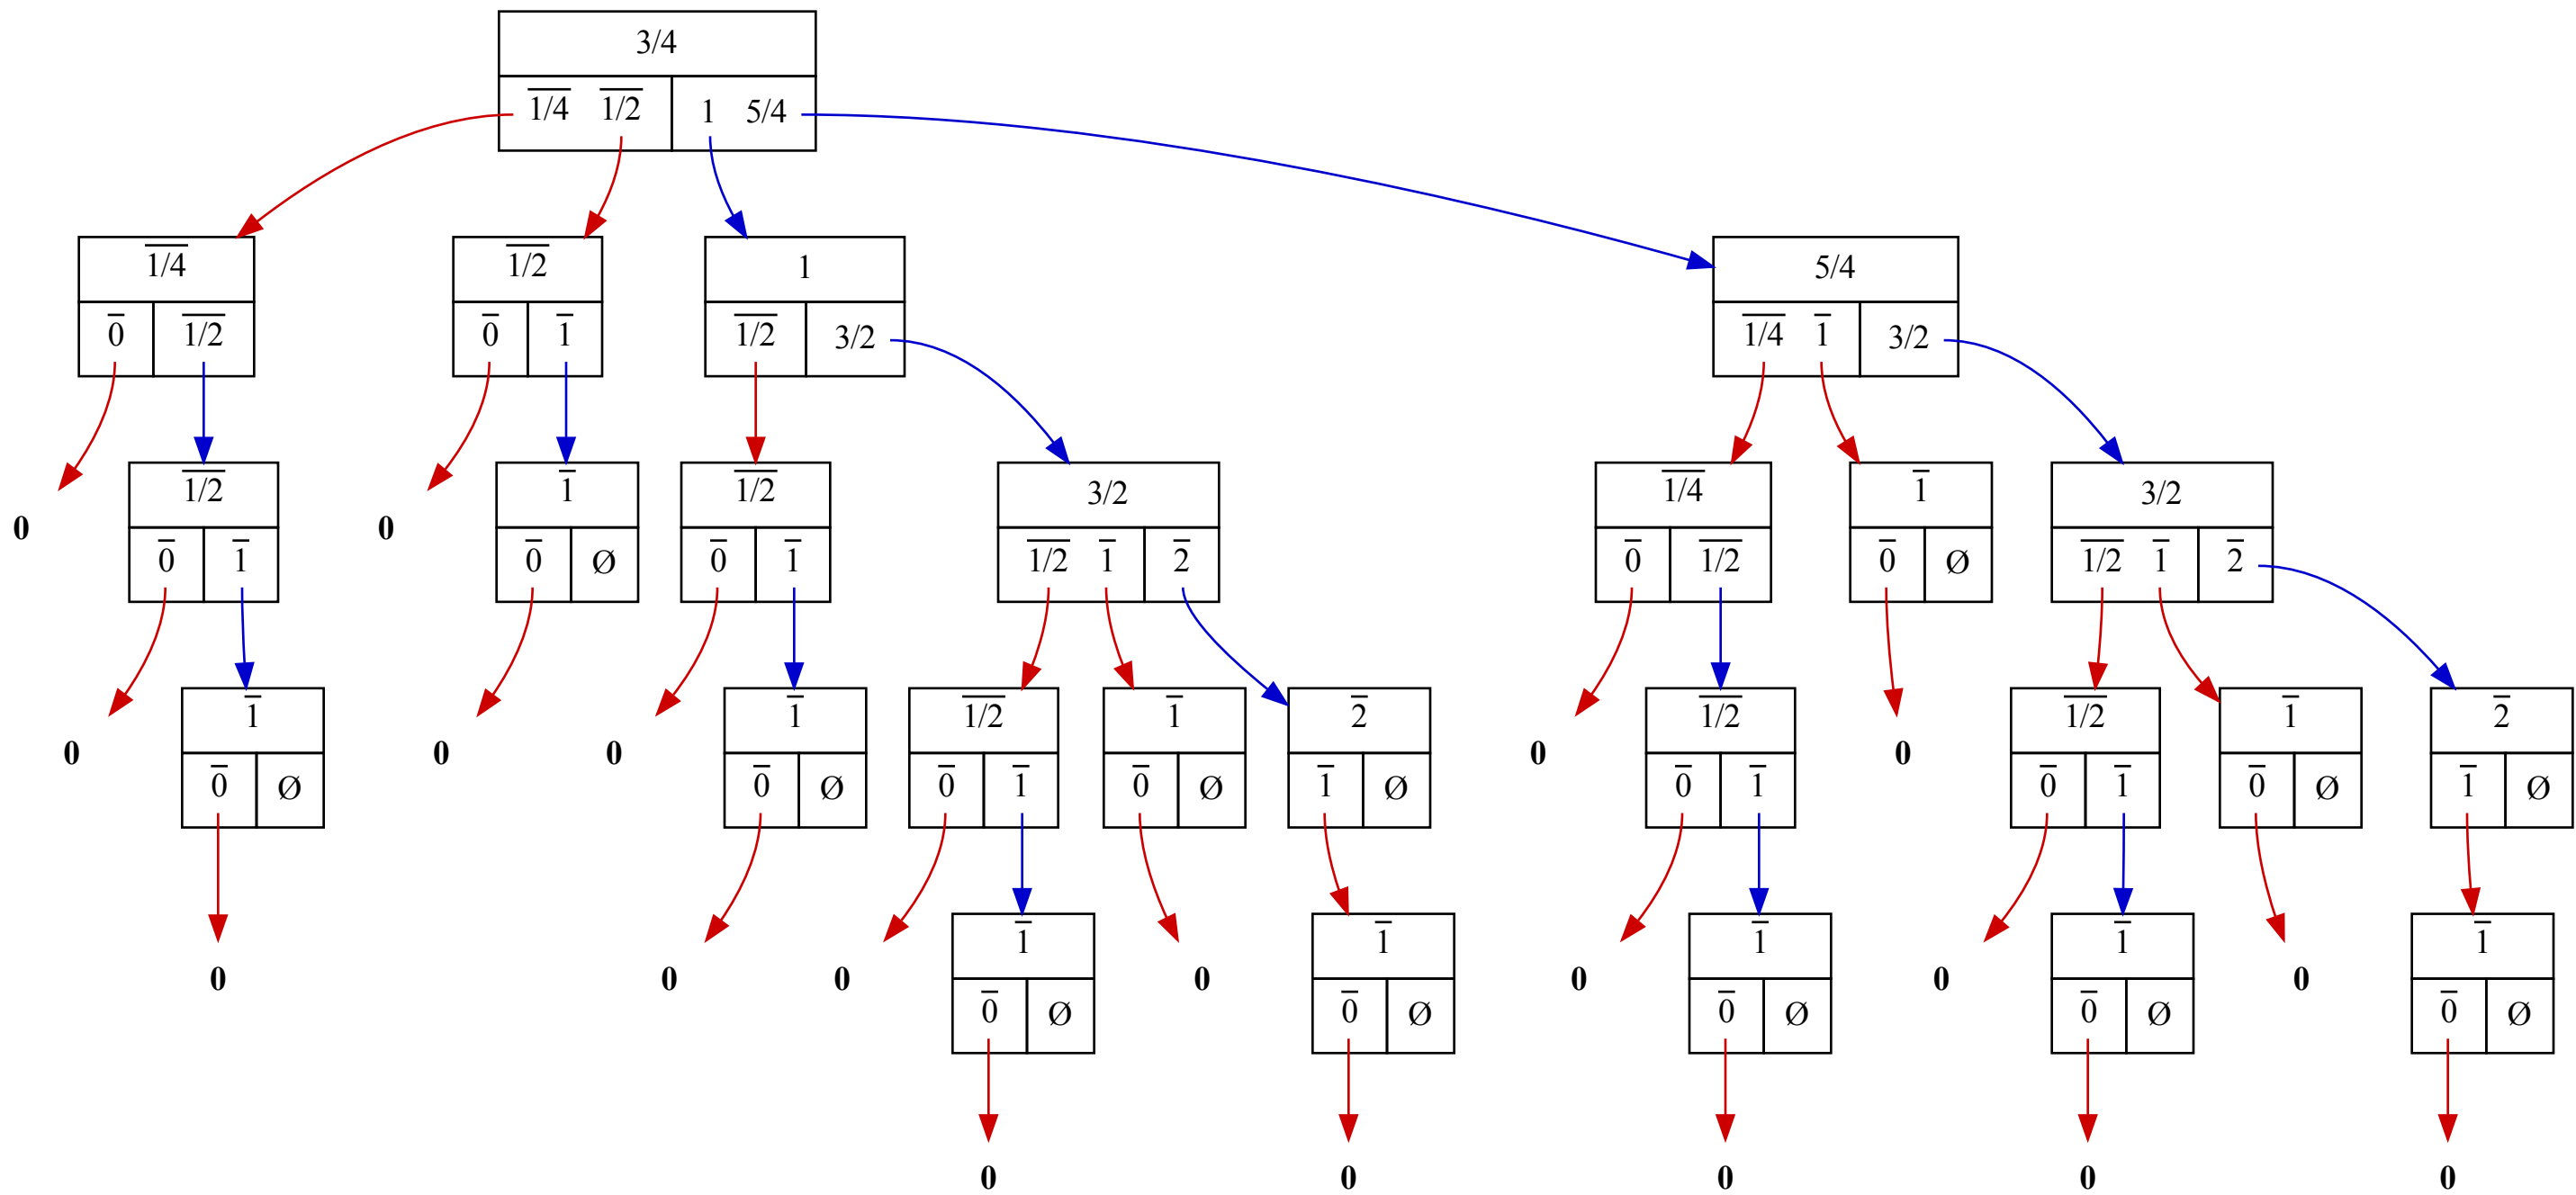 3/4
1̅/̅4̅ 1̅/̅2̅ 1 5/4
1̅/̅4̅ 1̅/̅2̅ 1 5/4
0̅ 1̅/̅2̅ 0̅ 1̅ 1̅/̅2̅ 3/2 1̅/̅4̅ 1̅ 3/2
1̅/̅2̅ 1̅ 1̅/̅2̅ 3/2 1̅/̅4̅ 1̅ 3/2
0 0
0̅ 1̅ 0̅ Ø 0̅ 1̅ 1̅/̅2̅ 1̅ 2̅ 0̅ 1̅/̅2̅ 0̅ Ø 1̅/̅2̅ 1̅ 2̅
1̅ 1̅ 1̅/̅2̅ 1̅ 2̅ 1̅/̅2̅ 1̅/̅2̅ 1̅ 2̅
0 0 0 0 0
0̅ Ø 0̅ Ø 0̅ 1̅ 0̅ Ø 1̅ Ø 0̅ 1̅ 0̅ 1̅ 0̅ Ø 1̅ Ø
1̅ 1̅ 1̅ 1̅ 1̅
0 0 0 0 0 0 0
0̅ Ø 0̅ Ø 0̅ Ø 0̅ Ø 0̅ Ø
0 0 0 0 0